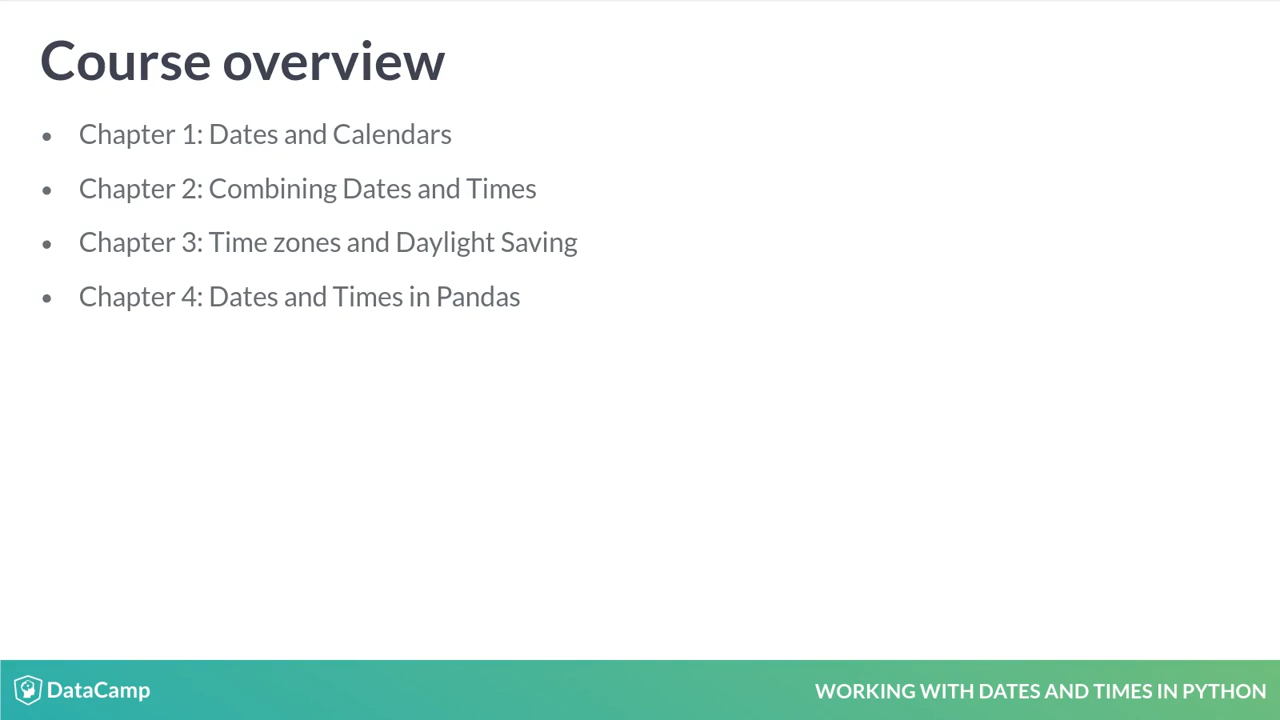 Course overview
• Chapter 1: Dates and Calendars
• Chapter 2: Combining Dates and Times
• Chapter 3: Time zones and Daylight Saving
• Chapter 4: Dates and Times in Pandas
DataCamp
WORKING WITH DATES AND TIMES IN PYTHON